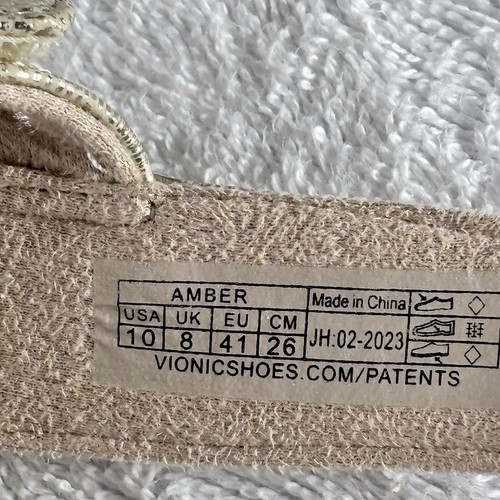 AMBER
Made in China
USA UK EU CM
10 8 41 26
JH:02-2023
VIONICSHOES.COM/PATENTS